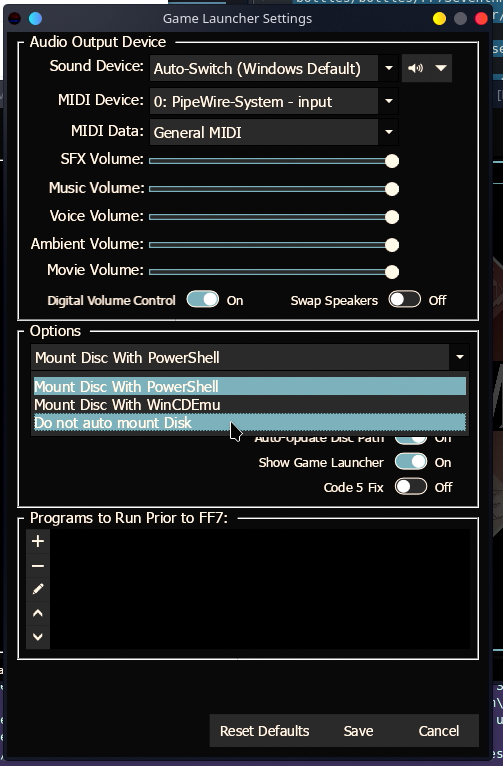 Game Launcher Settings
Audio Output Device
Sound Device: Auto-Switch (Windows Default)
MIDI Device: 0: PipeWire-System - input
MIDI Data: General MIDI
SFX Volume:
Music Volume:
Voice Volume:
Ambient Volume:
Movie Volume:
Digital Volume Control On Swap Speakers Off
Options
Mount Disc With PowerShell
Mount Disc With PowerShell
Mount Disc With WinCDEmu
Do not auto mount Disk
Auto-Update Disc Path On
Show Game Launcher On
Code 5 Fix Off
Programs to Run Prior to FF7:
Reset Defaults Save Cancel